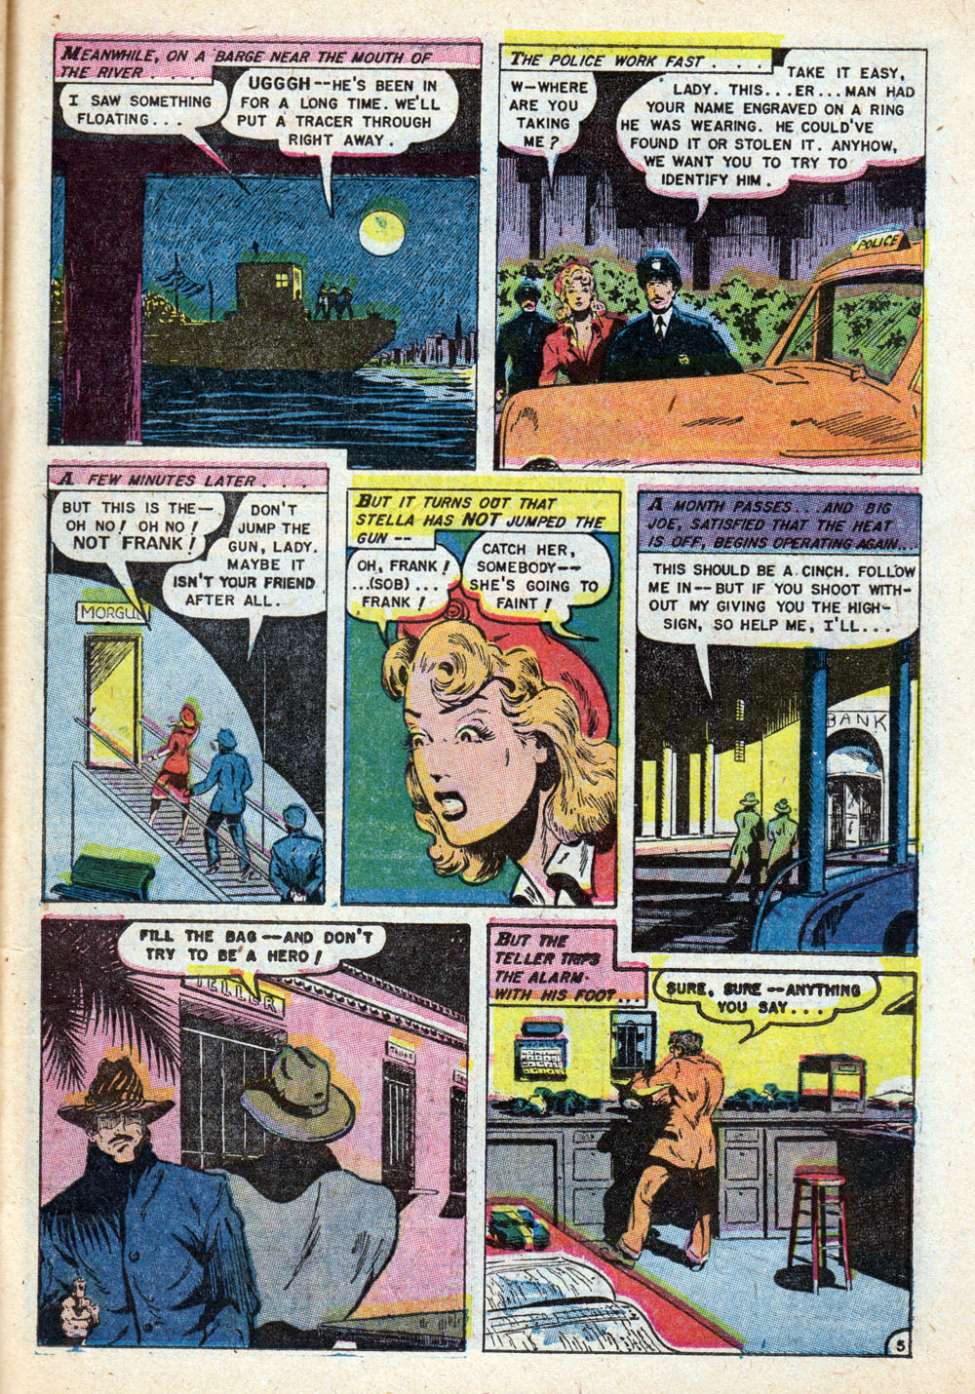 MEANWHILE, ON A BARGE NEAR THE MOUTH OF
THE RIVER....
I SAW SOMETHING
FLOATING...
UGGGH--HE'S BEEN IN
FOR A LONG TIME. WE'LL
PUT A TRACER THROUGH
RIGHT AWAY.
THE POLICE WORK FAST.....
W-WHERE
ARE YOU
TAKING
ME?
TAKE IT EASY,
LADY. THIS...ER...MAN HAD
YOUR NAME ENGRAVED ON A RING
HE WAS WEARING. HE COULD'VE
FOUND IT OR STOLEN IT. ANYHOW,
WE WANT YOU TO TRY TO
IDENTIFY HIM.
POLICE
A FEW MINUTES LATER....
BUT THIS IS THE—
OH NO! OH NO!
NOT FRANK!
DON'T
JUMP THE
GUN, LADY.
MAYBE IT
ISN'T YOUR FRIEND
AFTER ALL.
MORGUE
BUT IT TURNS OUT THAT
STELLA HAS NOT JUMPED THE
GUN --
OH, FRANK!
...(SOB)...
FRANK!
CATCH HER,
SOMEBODY--
SHE'S GOING TO
FAINT!
A MONTH PASSES...AND BIG
JOE, SATISFIED THAT THE HEAT
IS OFF, BEGINS OPERATING AGAIN...
THIS SHOULD BE A CINCH. FOLLOW
ME IN--BUT IF YOU SHOOT WITH-
OUT MY GIVING YOU THE HIGH-
SIGN, SO HELP ME, I'LL...
BANK
FILL THE BAG--AND DON'T
TRY TO BE A HERO!
TELLER
BUT THE
TELLER TRIPS
THE ALARM
WITH HIS FOOT...
SURE, SURE--ANYTHING
YOU SAY...
5